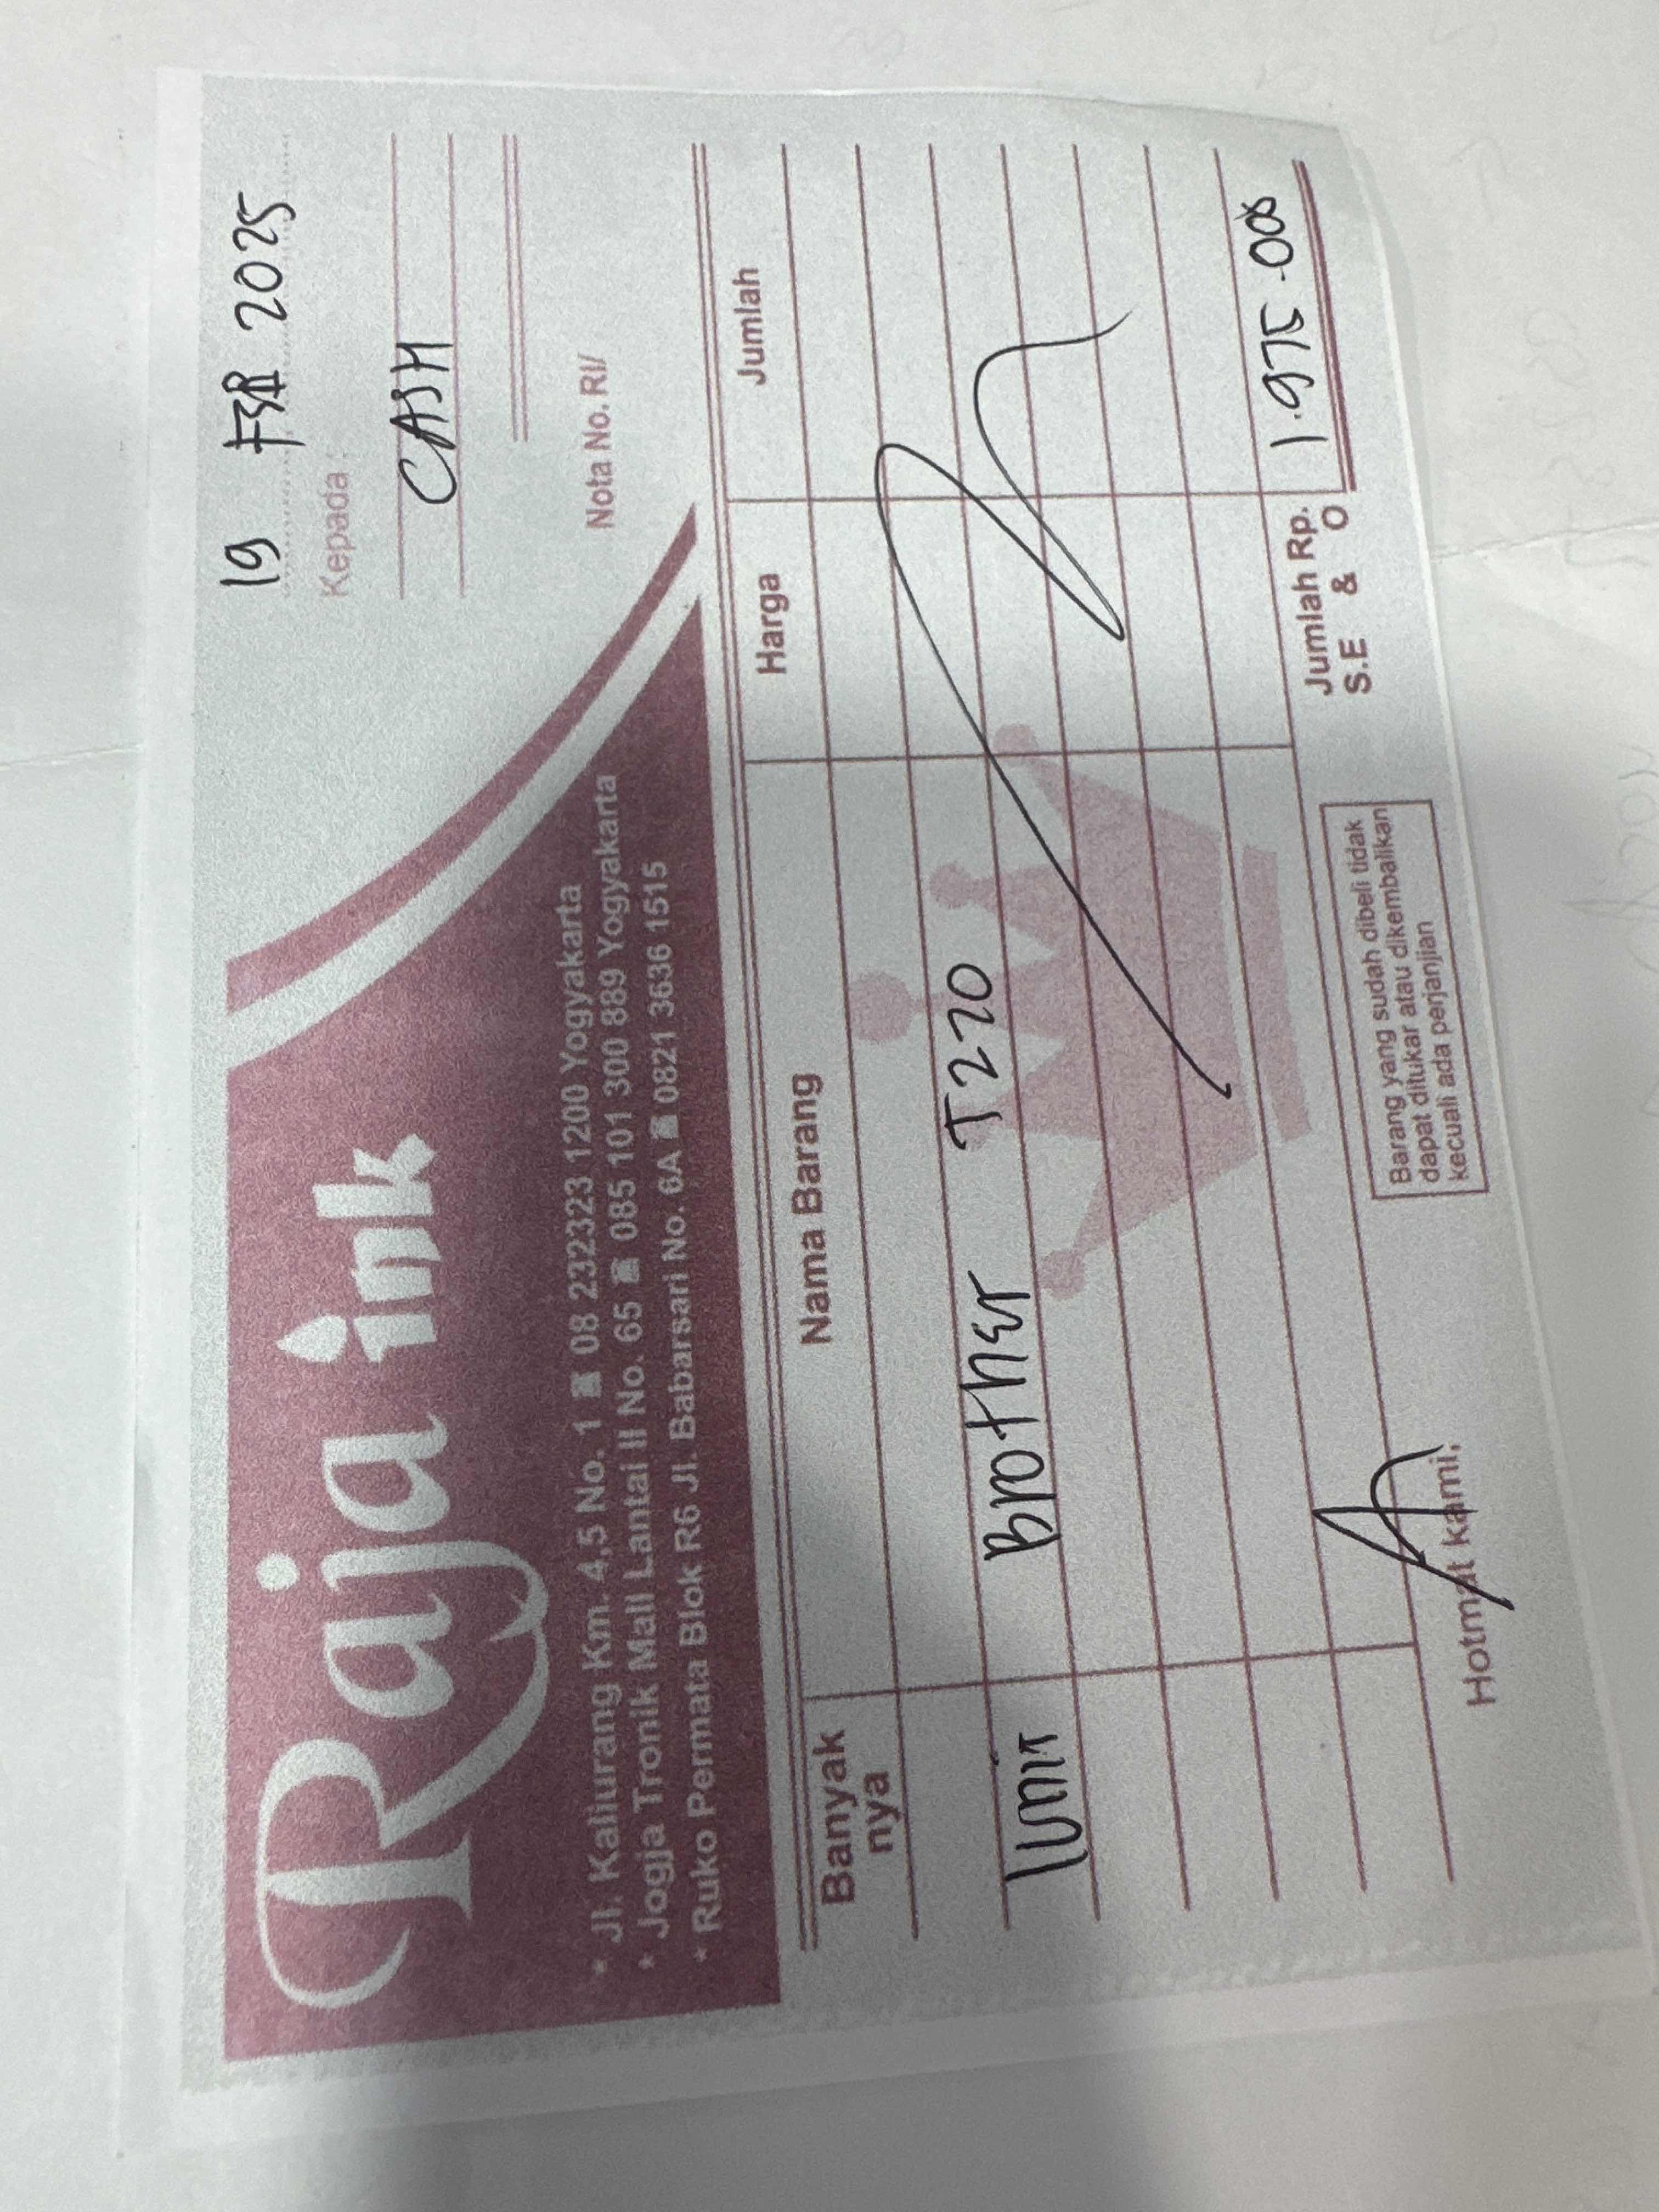 Raja ink
* Jl. Kaliurang Km. 4,5 No. 1 ☎ 08 232323 1200 Yogyakarta
* Jogja Tronik Mall Lantai II No. 65 ☎ 085 101 300 889 Yogyakarta
* Ruko Permata Blok R6 Jl. Babarsari No. 6A ☎ 0821 3636 1515
19 FEB 2025
Kepada :
CASH
Nota No. RI/
Banyak nya Nama Barang Harga Jumlah
1 UNIT BrotHEr T220
Jumlah Rp. 1.975.000
S.E & O
Barang yang sudah dibeli tidak
dapat ditukar atau dikembalikan
kecuali ada perjanjian
Hotmat kami,